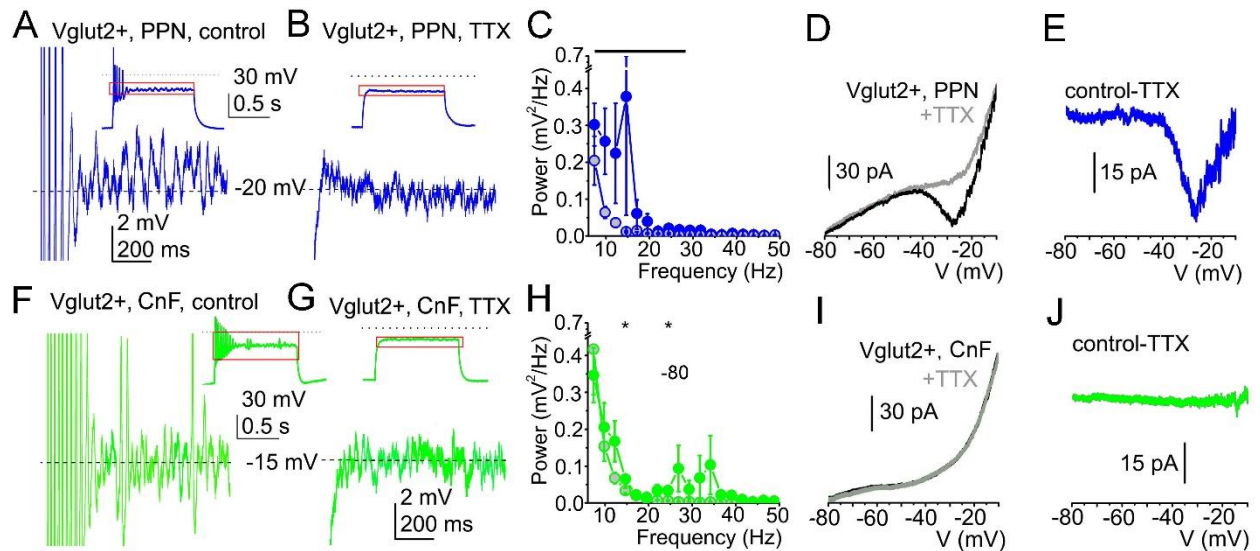 A Vglut2+, PPN, control
30 mV
0.5 s
-20 mV
2 mV
200 ms
B Vglut2+, PPN, TTX
C
0.7
0.4
0.3
0.2
0.1
0.0
Power (mV²/Hz)
10 20 30 40 50
Frequency (Hz)
D
Vglut2+, PPN
+TTX
30 pA
-80 -60 -40 -20
V (mV)
E
control-TTX
15 pA
-80 -60 -40 -20
V (mV)
F Vglut2+, CnF, control
30 mV
0.5 s
-15 mV
G Vglut2+, CnF, TTX
2 mV
200 ms
H
0.7
0.4
0.3
0.2
0.1
0.0
Power (mV²/Hz)
* *
-80
10 20 30 40 50
Frequency (Hz)
I
Vglut2+, CnF
+TTX
30 pA
-80 -60 -40 -20
V (mV)
J
control-TTX
15 pA
-80 -60 -40 -20
V (mV)